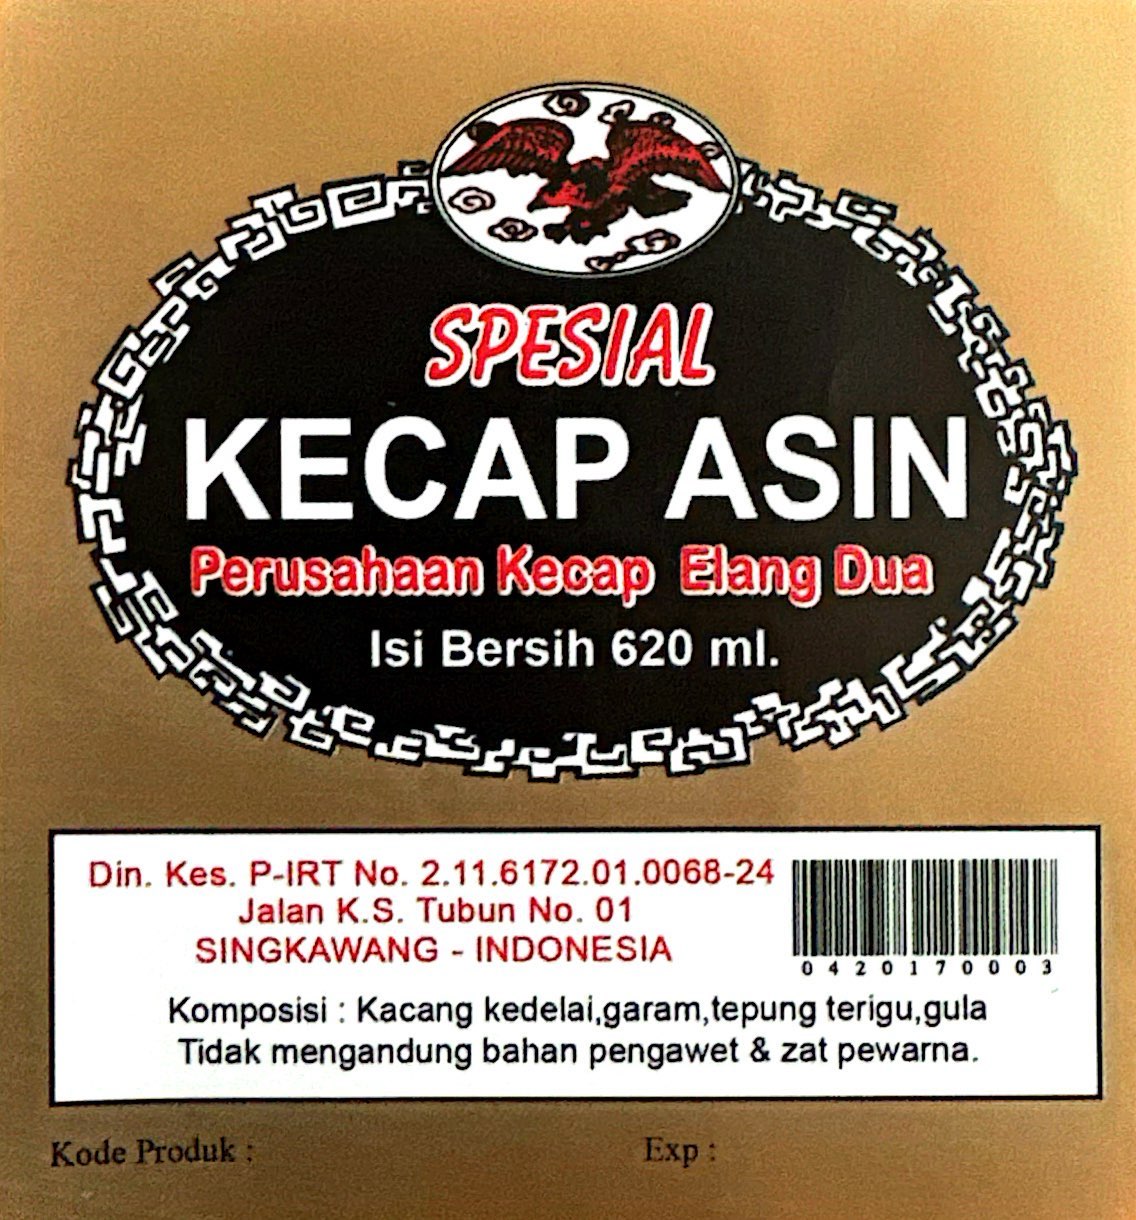 SPESIAL
KECAP ASIN
Perusahaan Kecap Elang Dua
Isi Bersih 620 ml.
Din. Kes. P-IRT No. 2.11.6172.01.0068-24
Jalan K.S. Tubun No. 01
SINGKAWANG - INDONESIA
0420170003
Komposisi : Kacang kedelai,garam,tepung terigu,gula
Tidak mengandung bahan pengawet & zat pewarna.
Kode Produk :
Exp :